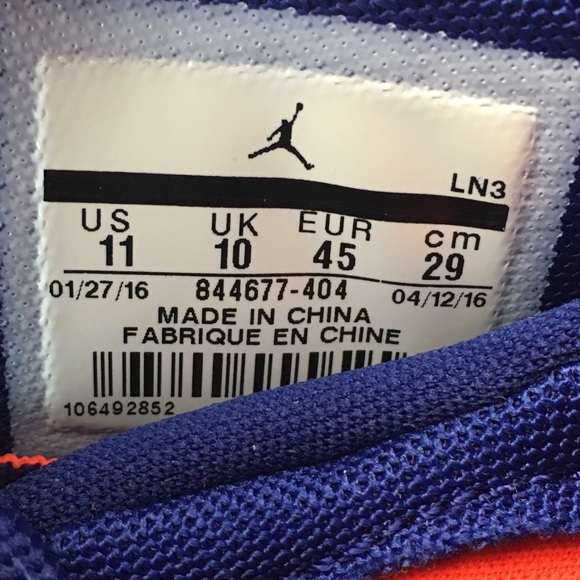 LN3
US UK EUR cm
11 10 45 29
01/27/16 844677-404 04/12/16
MADE IN CHINA
FABRIQUE EN CHINE
106492852